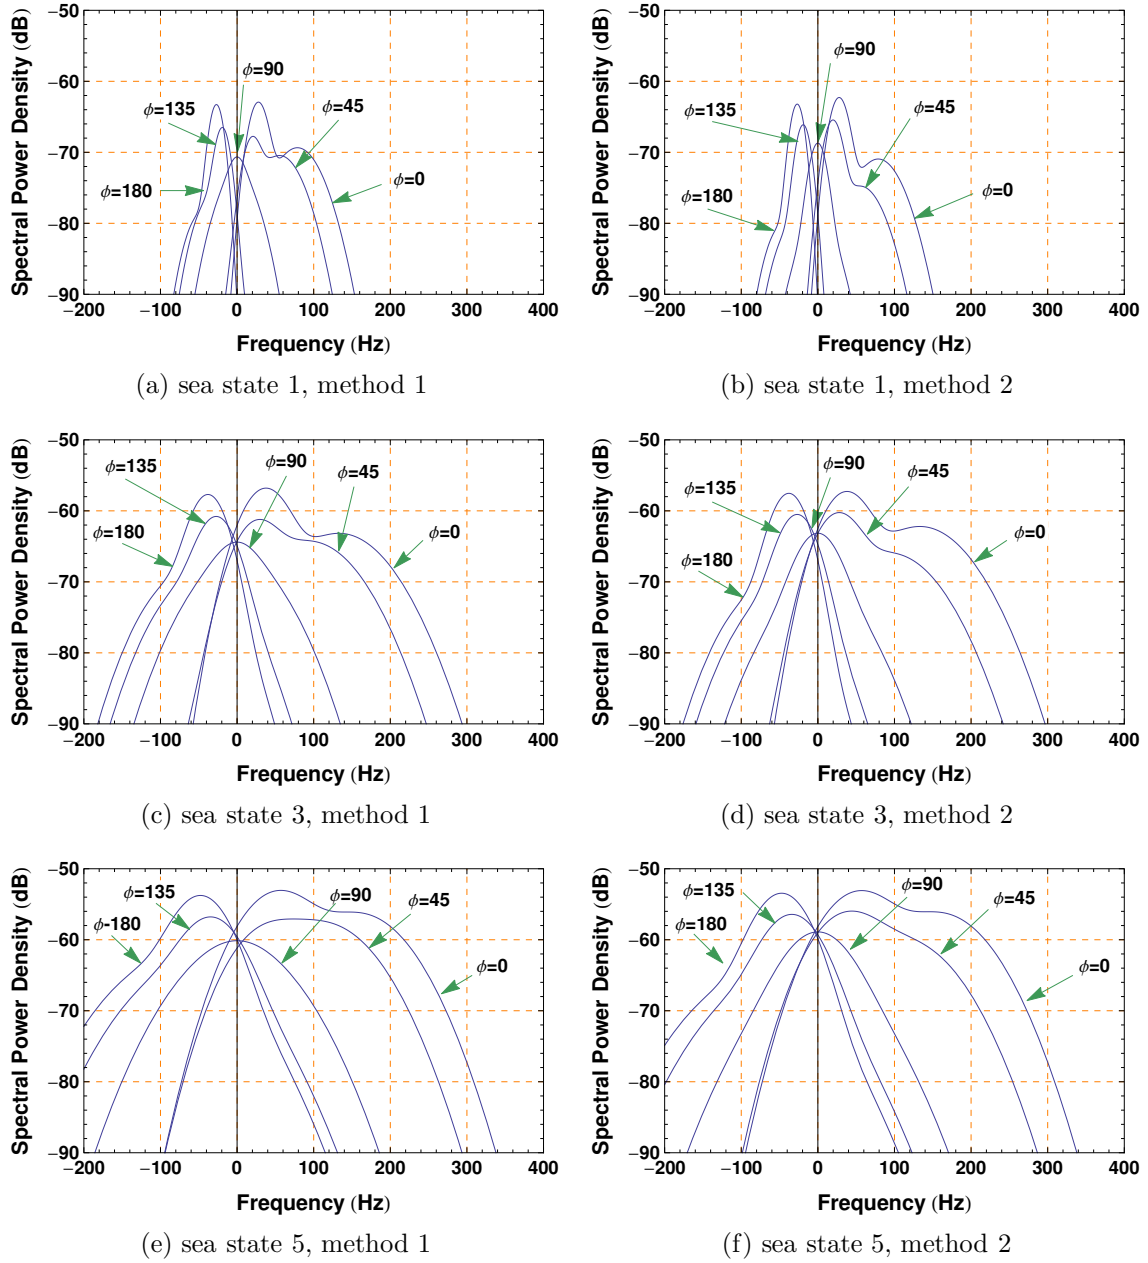 −50
−60
−70
−80
−90
−200 −100 0 100 200 300 400
Spectral Power Density (dB)
Frequency (Hz)
ϕ=90
ϕ=135
ϕ=45
ϕ=180
ϕ=0
(a) sea state 1, method 1
−50
−60
−70
−80
−90
−200 −100 0 100 200 300 400
Spectral Power Density (dB)
Frequency (Hz)
ϕ=90
ϕ=135
ϕ=45
ϕ=180
ϕ=0
(b) sea state 1, method 2
−50
−60
−70
−80
−90
−200 −100 0 100 200 300 400
Spectral Power Density (dB)
Frequency (Hz)
ϕ=135
ϕ=90
ϕ=45
ϕ=180
ϕ=0
(c) sea state 3, method 1
−50
−60
−70
−80
−90
−200 −100 0 100 200 300 400
Spectral Power Density (dB)
Frequency (Hz)
ϕ=90
ϕ=45
ϕ=135
ϕ=180
ϕ=0
(d) sea state 3, method 2
−50
−60
−70
−80
−90
−200 −100 0 100 200 300 400
Spectral Power Density (dB)
Frequency (Hz)
ϕ=135
ϕ=90
ϕ=45
ϕ-180
ϕ=0
(e) sea state 5, method 1
−50
−60
−70
−80
−90
−200 −100 0 100 200 300 400
Spectral Power Density (dB)
Frequency (Hz)
ϕ=135
ϕ=90
ϕ=45
ϕ=180
ϕ=0
(f) sea state 5, method 2